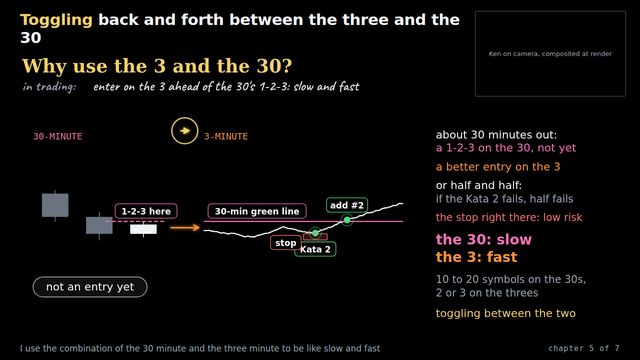 Toggling back and forth between the three and the
30
Ken on camera, composited at render
Why use the 3 and the 30?
in trading: enter on the 3 ahead of the 30's 1-2-3: slow and fast
30-MINUTE
3-MINUTE
1-2-3 here
30-min green line
add #2
stop
Kata 2
not an entry yet
about 30 minutes out:
a 1-2-3 on the 30, not yet
a better entry on the 3
or half and half:
if the Kata 2 fails, half fails
the stop right there: low risk
the 30: slow
the 3: fast
10 to 20 symbols on the 30s,
2 or 3 on the threes
toggling between the two
I use the combination of the 30 minute and the three minute to be like slow and fast
chapter 5 of 7